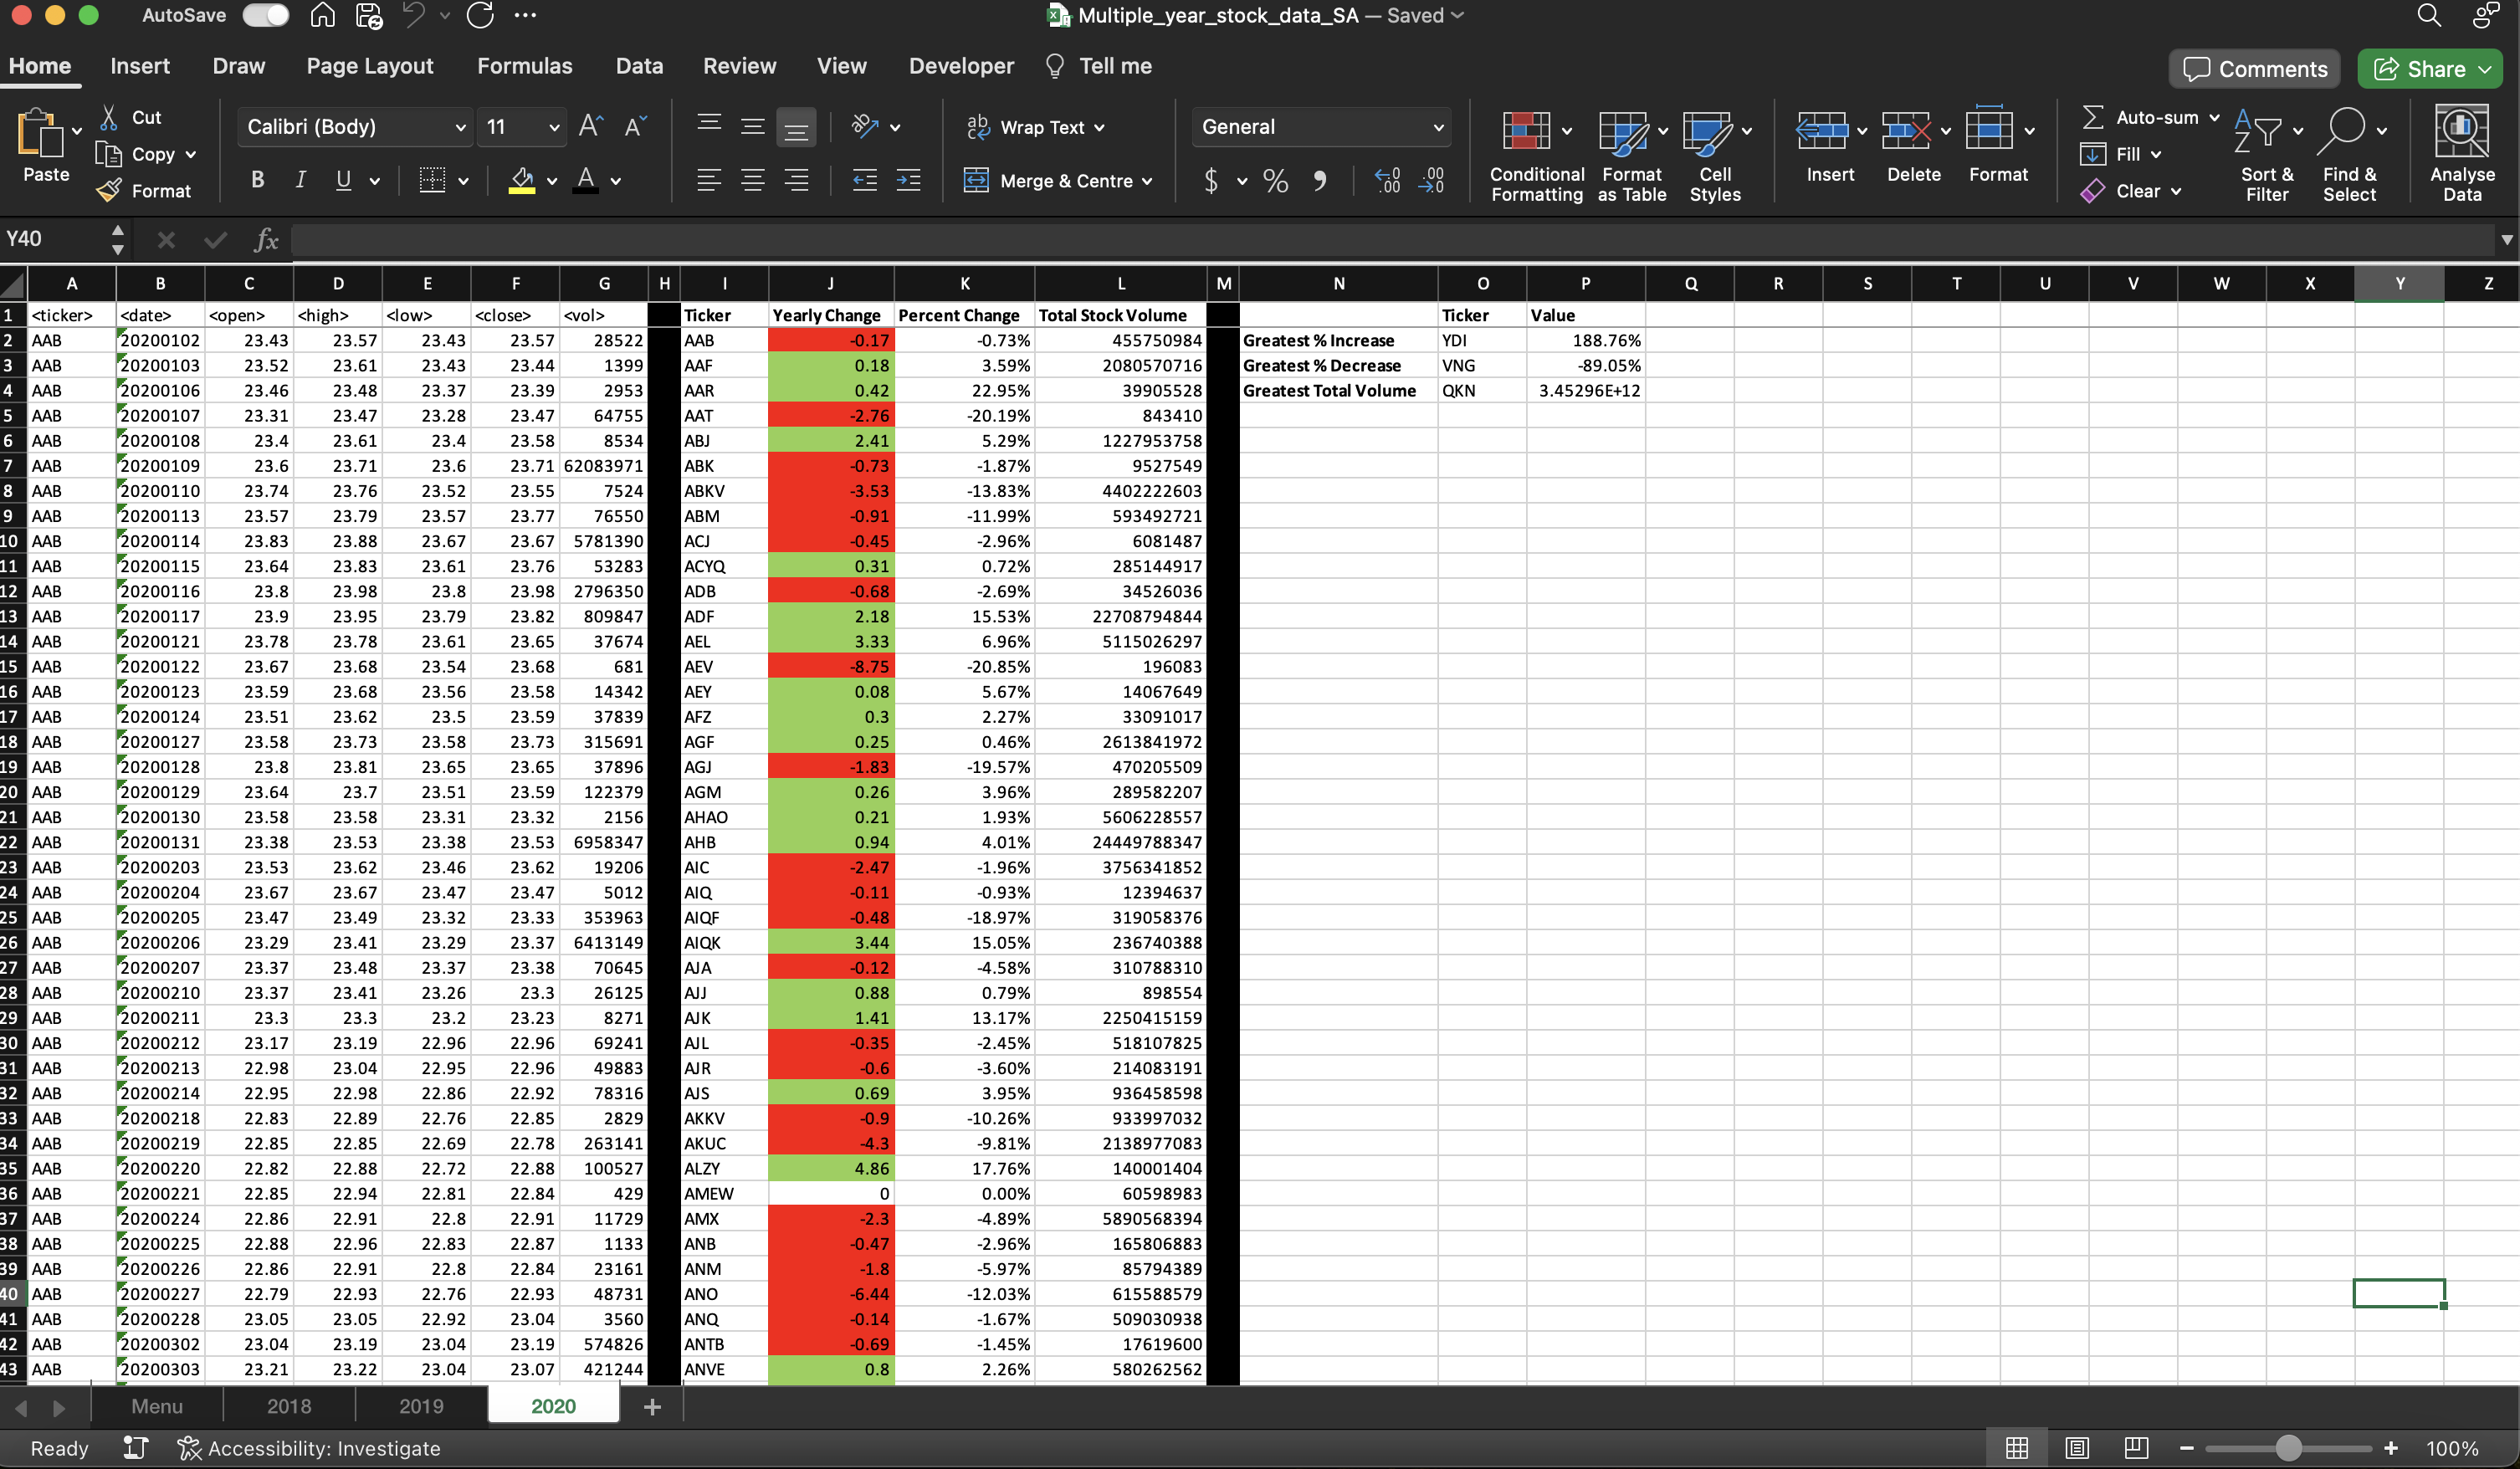 AutoSave Multiple_year_stock_data_SA — Saved
Home Insert Draw Page Layout Formulas Data Review View Developer Tell me Comments Share
Paste Cut Copy Format Calibri (Body) 11 A A B I U A ab c Wrap Text Merge & Centre General $ % , .00 .00 Conditional Formatting Format as Table Cell Styles Insert Delete Format Auto-sum Fill Clear Sort & Filter Find & Select Analyse Data
Y40 fx
A B C D E F G H I J K L M N O P Q R S T U V W X Y Z
1 <ticker> <date> <open> <high> <low> <close> <vol> Ticker Yearly Change Percent Change Total Stock Volume Ticker Value
2 AAB 20200102 23.43 23.57 23.43 23.57 28522 AAB -0.17 -0.73% 455750984 Greatest % Increase YDI 188.76%
3 AAB 20200103 23.52 23.61 23.43 23.44 1399 AAF 0.18 3.59% 2080570716 Greatest % Decrease VNG -89.05%
4 AAB 20200106 23.46 23.48 23.37 23.39 2953 AAR 0.42 22.95% 39905528 Greatest Total Volume QKN 3.45296E+12
5 AAB 20200107 23.31 23.47 23.28 23.47 64755 AAT -2.76 -20.19% 843410
6 AAB 20200108 23.4 23.61 23.4 23.58 8534 ABJ 2.41 5.29% 1227953758
7 AAB 20200109 23.6 23.71 23.6 23.71 62083971 ABK -0.73 -1.87% 9527549
8 AAB 20200110 23.74 23.76 23.52 23.55 7524 ABKV -3.53 -13.83% 4402222603
9 AAB 20200113 23.57 23.79 23.57 23.77 76550 ABM -0.91 -11.99% 593492721
10 AAB 20200114 23.83 23.88 23.67 23.67 5781390 ACJ -0.45 -2.96% 6081487
11 AAB 20200115 23.64 23.83 23.61 23.76 53283 ACYQ 0.31 0.72% 285144917
12 AAB 20200116 23.8 23.98 23.8 23.98 2796350 ADB -0.68 -2.69% 34526036
13 AAB 20200117 23.9 23.95 23.79 23.82 809847 ADF 2.18 15.53% 22708794844
14 AAB 20200121 23.78 23.78 23.61 23.65 37674 AEL 3.33 6.96% 5115026297
15 AAB 20200122 23.67 23.68 23.54 23.68 681 AEV -8.75 -20.85% 196083
16 AAB 20200123 23.59 23.68 23.56 23.58 14342 AEY 0.08 5.67% 14067649
17 AAB 20200124 23.51 23.62 23.5 23.59 37839 AFZ 0.3 2.27% 33091017
18 AAB 20200127 23.58 23.73 23.58 23.73 315691 AGF 0.25 0.46% 2613841972
19 AAB 20200128 23.8 23.81 23.65 23.65 37896 AGJ -1.83 -19.57% 470205509
20 AAB 20200129 23.64 23.7 23.51 23.59 122379 AGM 0.26 3.96% 289582207
21 AAB 20200130 23.58 23.58 23.31 23.32 2156 AHAO 0.21 1.93% 5606228557
22 AAB 20200131 23.38 23.53 23.38 23.53 6958347 AHB 0.94 4.01% 24449788347
23 AAB 20200203 23.53 23.62 23.46 23.62 19206 AIC -2.47 -1.96% 3756341852
24 AAB 20200204 23.67 23.67 23.47 23.47 5012 AIQ -0.11 -0.93% 12394637
25 AAB 20200205 23.47 23.49 23.32 23.33 353963 AIQF -0.48 -18.97% 319058376
26 AAB 20200206 23.29 23.41 23.29 23.37 6413149 AIQK 3.44 15.05% 236740388
27 AAB 20200207 23.37 23.48 23.37 23.38 70645 AJA -0.12 -4.58% 310788310
28 AAB 20200210 23.37 23.41 23.26 23.3 26125 AJJ 0.88 0.79% 898554
29 AAB 20200211 23.3 23.3 23.2 23.23 8271 AJK 1.41 13.17% 2250415159
30 AAB 20200212 23.17 23.19 22.96 22.96 69241 AJL -0.35 -2.45% 518107825
31 AAB 20200213 22.98 23.04 22.95 22.96 49883 AJR -0.6 -3.60% 214083191
32 AAB 20200214 22.95 22.98 22.86 22.92 78316 AJS 0.69 3.95% 936458598
33 AAB 20200218 22.83 22.89 22.76 22.85 2829 AKKV -0.9 -10.26% 933997032
34 AAB 20200219 22.85 22.85 22.69 22.78 263141 AKUC -4.3 -9.81% 2138977083
35 AAB 20200220 22.82 22.88 22.72 22.88 100527 ALZY 4.86 17.76% 140001404
36 AAB 20200221 22.85 22.94 22.81 22.84 429 AMEW 0 0.00% 60598983
37 AAB 20200224 22.86 22.91 22.8 22.91 11729 AMX -2.3 -4.89% 5890568394
38 AAB 20200225 22.88 22.96 22.83 22.87 1133 ANB -0.47 -2.96% 165806883
39 AAB 20200226 22.86 22.91 22.8 22.84 23161 ANM -1.8 -5.97% 85794389
40 AAB 20200227 22.79 22.93 22.76 22.93 48731 ANO -6.44 -12.03% 615588579
41 AAB 20200228 23.05 23.05 22.92 23.04 3560 ANQ -0.14 -1.67% 509030938
42 AAB 20200302 23.04 23.19 23.04 23.19 574826 ANTB -0.69 -1.45% 17619600
43 AAB 20200303 23.21 23.22 23.04 23.07 421244 ANVE 0.8 2.26% 580262562
Menu 2018 2019 2020 +
Ready Accessibility: Investigate 100%